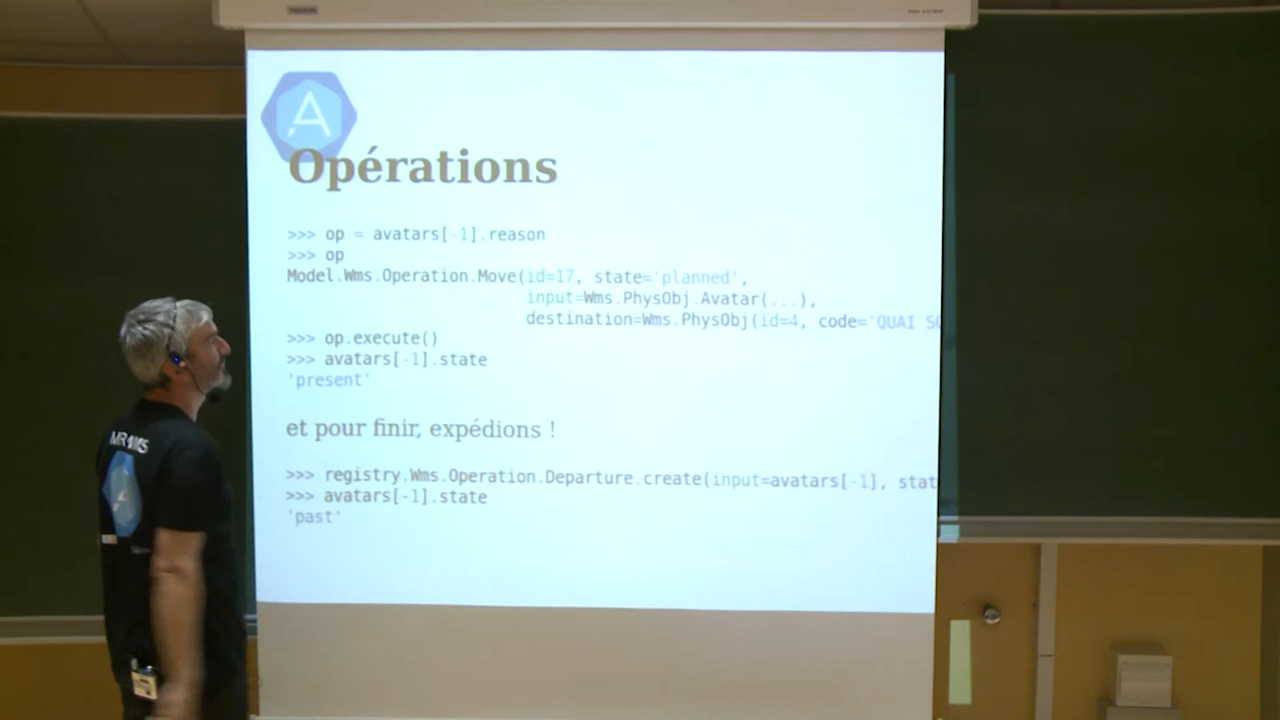 A
Opérations
>>> op = avatars[-1].reason
>>> op
Model.Wms.Operation.Move(id=17, state='planned',
input=Wms.PhysObj.Avatar(...),
destination=Wms.PhysObj(id=4, code='QUAI SO
>>> op.execute()
>>> avatars[-1].state
'present'
et pour finir, expédions !
>>> registry.Wms.Operation.Departure.create(input=avatars[-1], stat
>>> avatars[-1].state
'past'